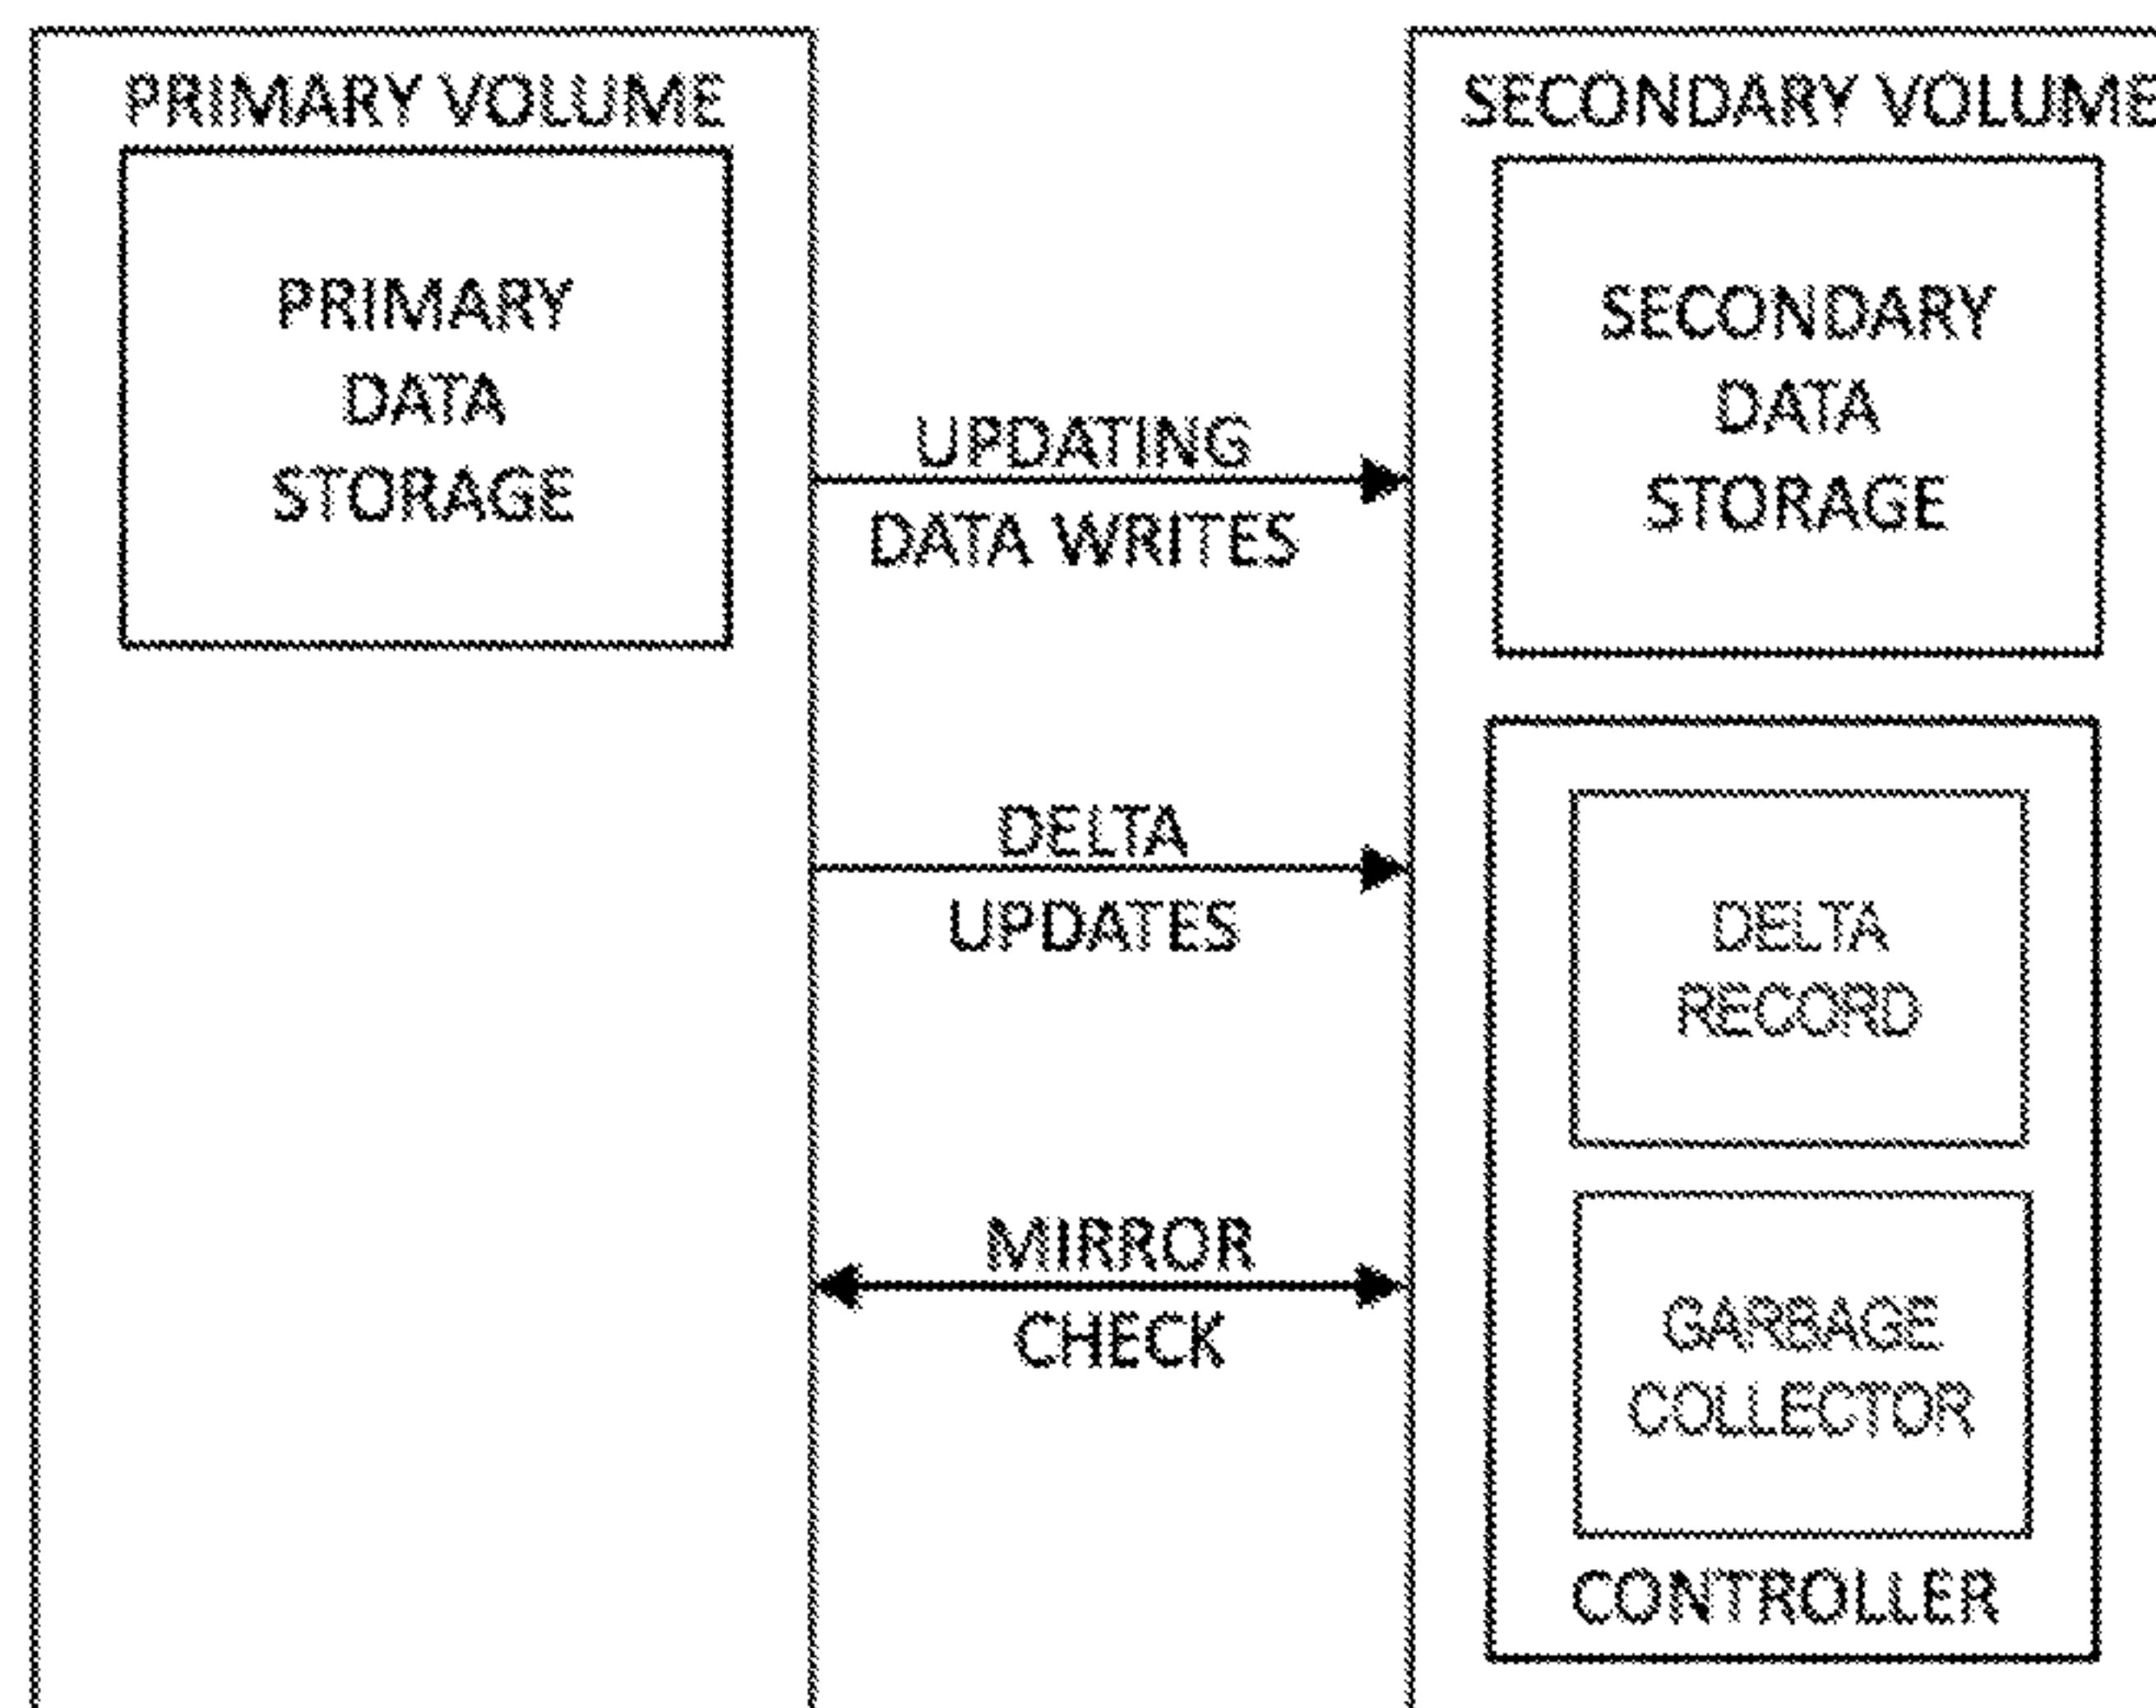 PRIMARY VOLUME
PRIMARY
DATA
STORAGE
UPDATING
DATA WRITES
DELTA
UPDATES
MIRROR
CHECK
SECONDARY VOLUME
SECONDARY
DATA
STORAGE
DELTA
RECORD
GARBAGE
COLLECTOR
CONTROLLER